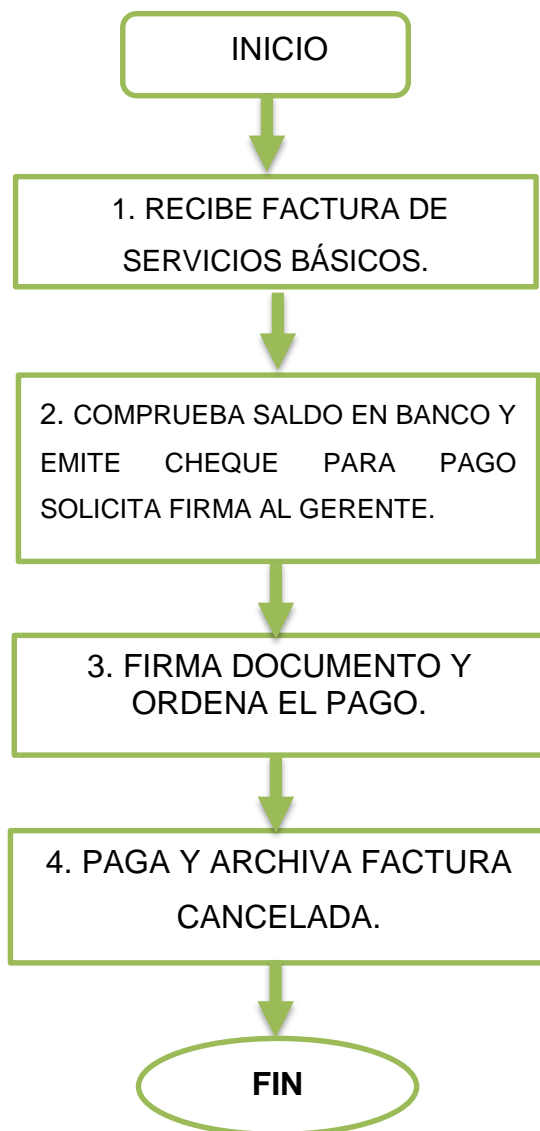 INICIO
1. RECIBE FACTURA DE
SERVICIOS BÁSICOS.
2. COMPRUEBA SALDO EN BANCO Y
EMITE CHEQUE PARA PAGO
SOLICITA FIRMA AL GERENTE.
3. FIRMA DOCUMENTO Y
ORDENA EL PAGO.
4. PAGA Y ARCHIVA FACTURA
CANCELADA.
FIN